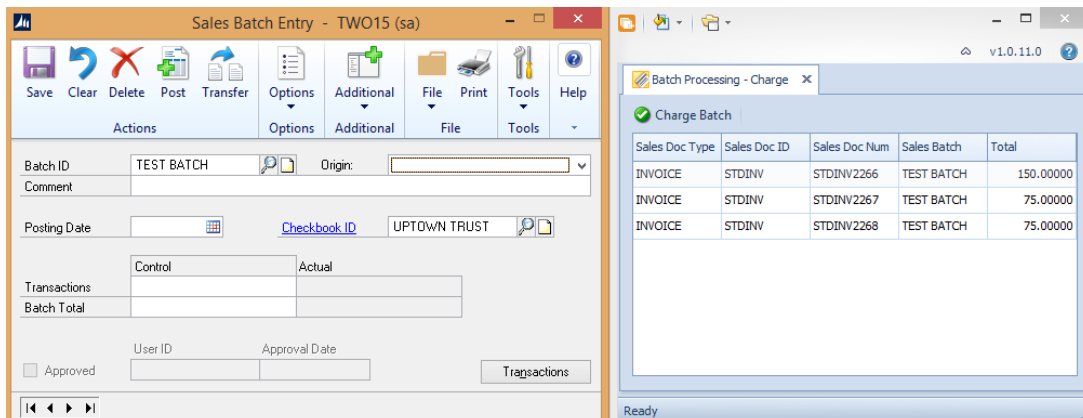 Sales Batch Entry - TWO15 (sa)
Save Clear Delete Post Transfer Options Additional File Print Tools Help
Actions Options Additional File Tools
Batch ID TEST BATCH Origin:
Comment
Posting Date Checkbook ID UPTOWN TRUST
Control Actual
Transactions
Batch Total
User ID Approval Date
Approved Transactions
v1.0.11.0
Batch Processing - Charge
Charge Batch
Sales Doc Type Sales Doc ID Sales Doc Num Sales Batch Total
INVOICE STDINV STDINV2266 TEST BATCH 150.00000
INVOICE STDINV STDINV2267 TEST BATCH 75.00000
INVOICE STDINV STDINV2268 TEST BATCH 75.00000
Ready